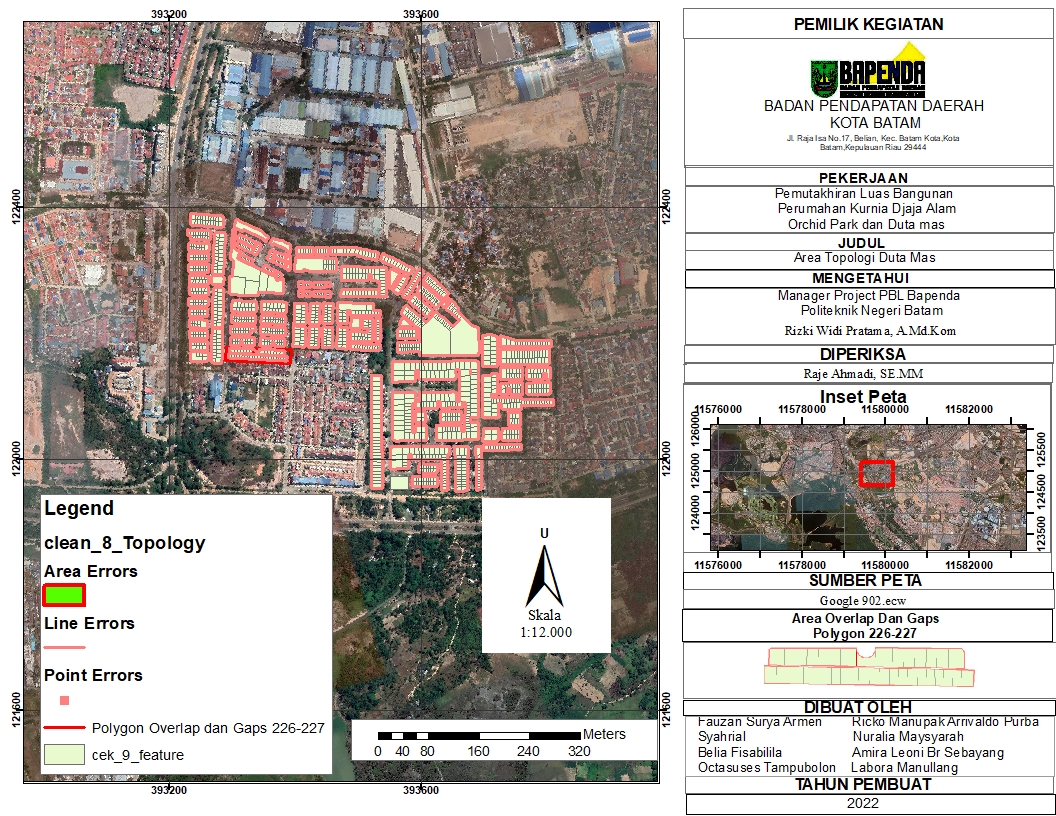 393200
393600
122400
122000
121600
122400
122000
121600
393200
393600
Legend
clean_8_Topology
Area Errors
Line Errors
Point Errors
Polygon Overlap dan Gaps 226-227
cek_9_feature
U
Skala
1:12.000
Meters
0 40 80 160 240 320
PEMILIK KEGIATAN
BAPENDA
BADAN PENDAPATAN DAERAH
KOTA BATAM
Jl. Raja Isa No.17, Belian, Kec. Batam Kota,Kota
Batam,Kepulauan Riau 29444
PEKERJAAN
Pemutakhiran Luas Bangunan
Perumahan Kurnia Djaja Alam
Orchid Park dan Duta mas
JUDUL
Area Topologi Duta Mas
MENGETAHUI
Manager Project PBL Bapenda
Politeknik Negeri Batam
Rizki Widi Pratama, A.Md.Kom
DIPERIKSA
Raje Ahmadi, SE.MM
Inset Peta
11576000 11578000 11580000 11582000
126000
125000
124000
125500
124500
123500
11576000 11578000 11580000 11582000
SUMBER PETA
Google 902.ecw
Area Overlap Dan Gaps
Polygon 226-227
DIBUAT OLEH
Fauzan Surya Armen Ricko Manupak Arrivaldo Purba
Syahrial Nuralia Maysyarah
Belia Fisabilila Amira Leoni Br Sebayang
Octasuses Tampubolon Labora Manullang
TAHUN PEMBUAT
2022